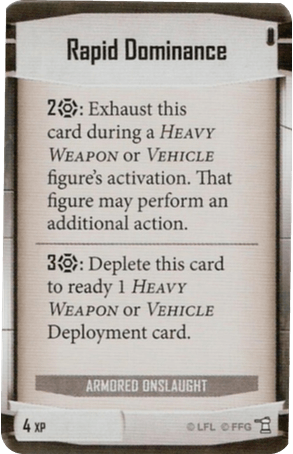 Rapid Dominance
2: Exhaust this
card during a HEAVY
WEAPON or VEHICLE
figure's activation. That
figure may perform an
additional action.
3: Deplete this card
to ready 1 HEAVY
WEAPON or VEHICLE
Deployment card.
ARMORED ONSLAUGHT
4 XP
© LFL © FFG